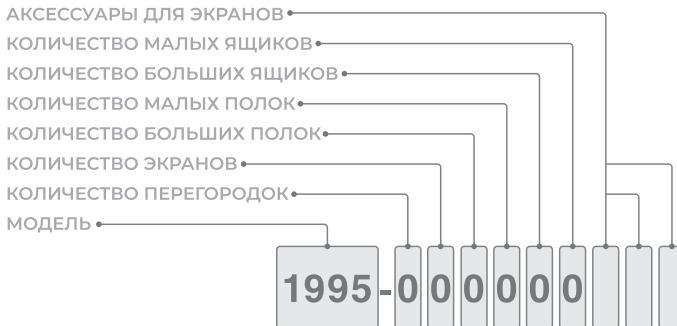 АКСЕССУАРЫ ДЛЯ ЭКРАНОВ
КОЛИЧЕСТВО МАЛЫХ ЯЩИКОВ
КОЛИЧЕСТВО БОЛЬШИХ ЯЩИКОВ
КОЛИЧЕСТВО МАЛЫХ ПОЛОК
КОЛИЧЕСТВО БОЛЬШИХ ПОЛОК
КОЛИЧЕСТВО ЭКРАНОВ
КОЛИЧЕСТВО ПЕРЕГОРОДОК
МОДЕЛЬ
1995-000000